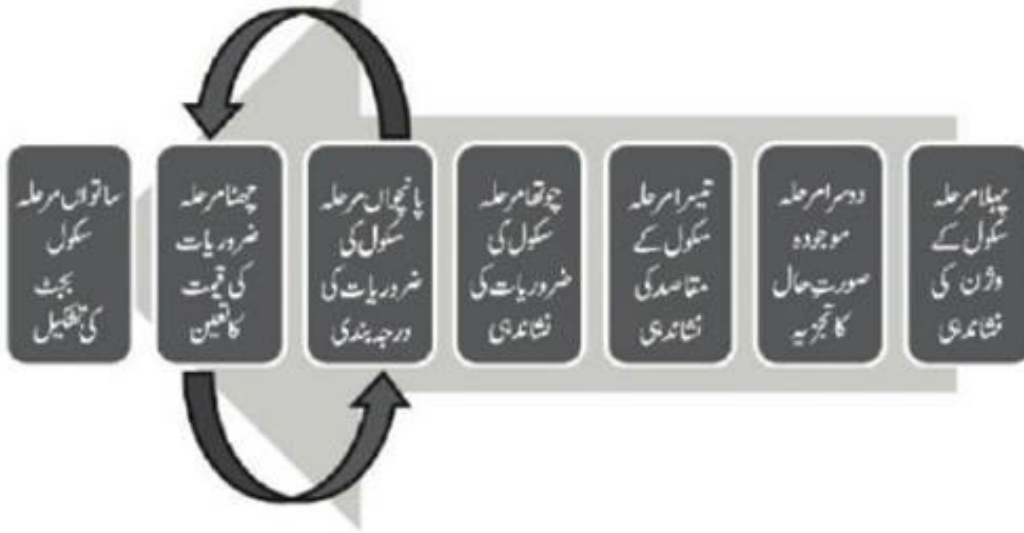 پہلا مرحلہ
سکول کے
وژن کی
نشاندہی
دوسرا مرحلہ
موجودہ
صورتِ حال
کا تجزیہ
تیسرا مرحلہ
سکول کے
مقاصد کی
نشاندہی
چوتھا مرحلہ
سکول کی
ضروریات کی
نشاندہی
پانچواں مرحلہ
سکول کی
ضروریات کی
درجہ بندی
چھٹا مرحلہ
ضروریات
کی قیمت
کا تعین
ساتواں مرحلہ
سکول
بجٹ
کی تشکیل